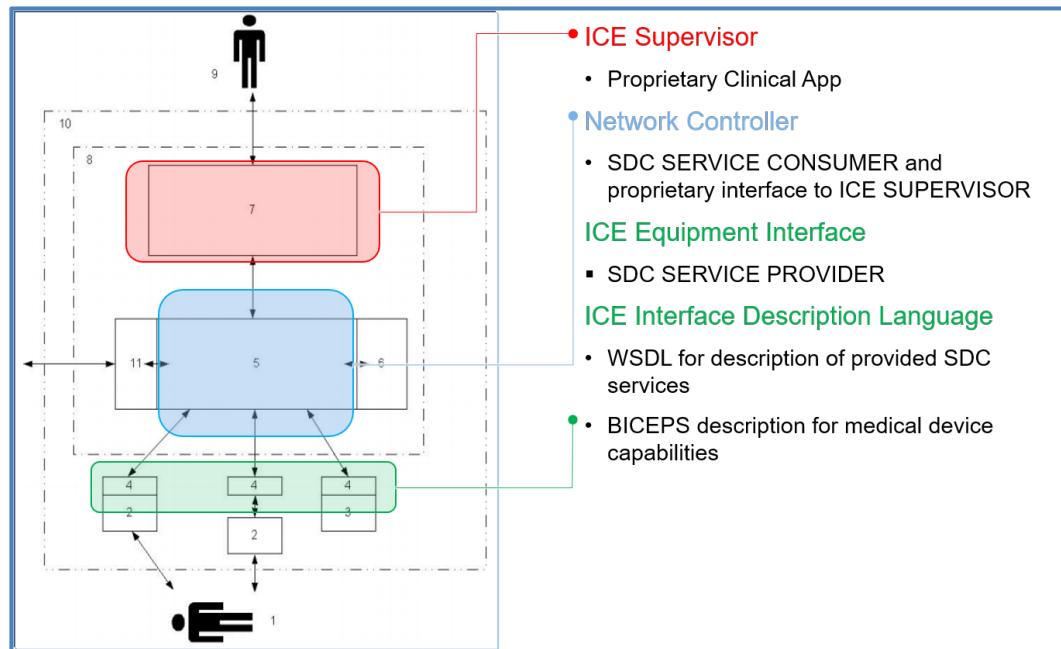 9
10
8
7
11
5
6
4
4
4
2
3
2
1
ICE Supervisor
• Proprietary Clinical App
Network Controller
• SDC SERVICE CONSUMER and
proprietary interface to ICE SUPERVISOR
ICE Equipment Interface
▪ SDC SERVICE PROVIDER
ICE Interface Description Language
• WSDL for description of provided SDC
services
• BICEPS description for medical device
capabilities